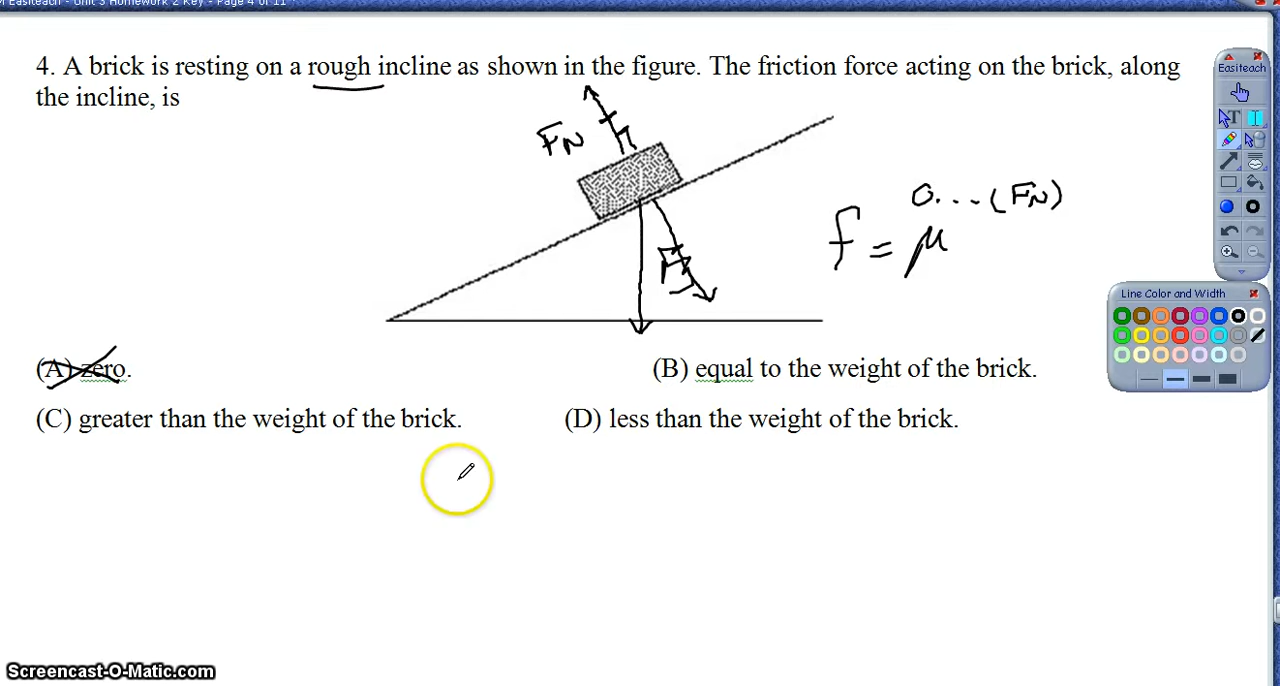 Easiteach - Unit 3 Homework 2 Key - Page 4 of 11
4. A brick is resting on a rough incline as shown in the figure. The friction force acting on the brick, along
the incline, is
Easiteach
FN
0...(FN)
f = μ
Line Color and Width
(A) zero.
(B) equal to the weight of the brick.
(C) greater than the weight of the brick.
(D) less than the weight of the brick.
Screencast-O-Matic.com